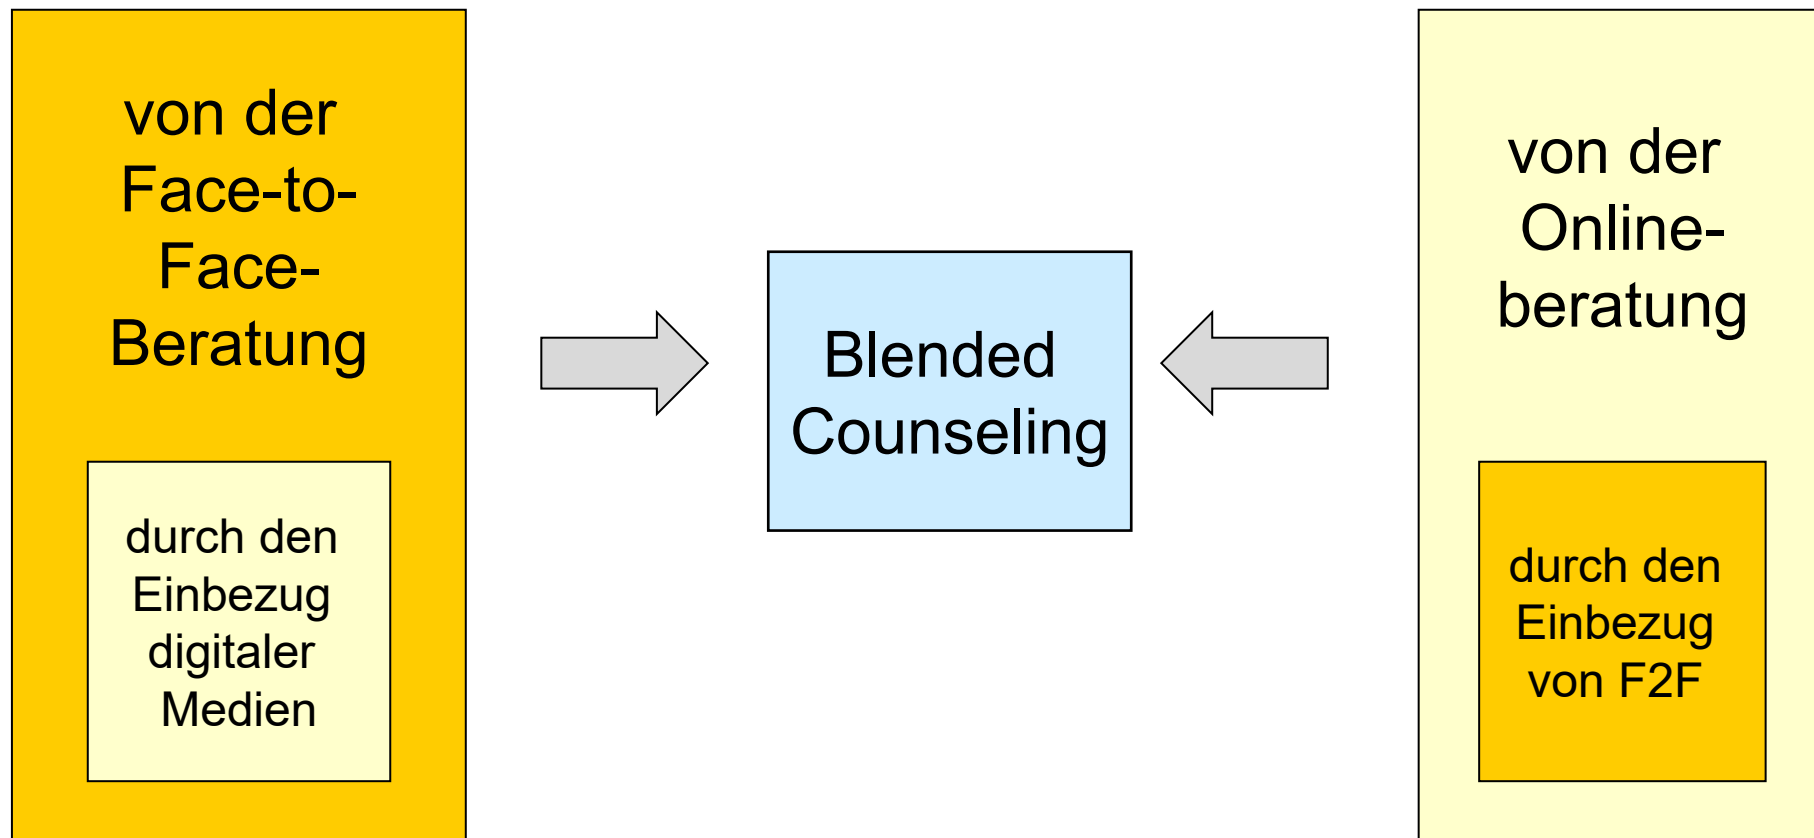 von der
Face-to-
Face-
Beratung
durch den
Einbezug
digitaler
Medien
Blended
Counseling
von der
Online-
beratung
durch den
Einbezug
von F2F